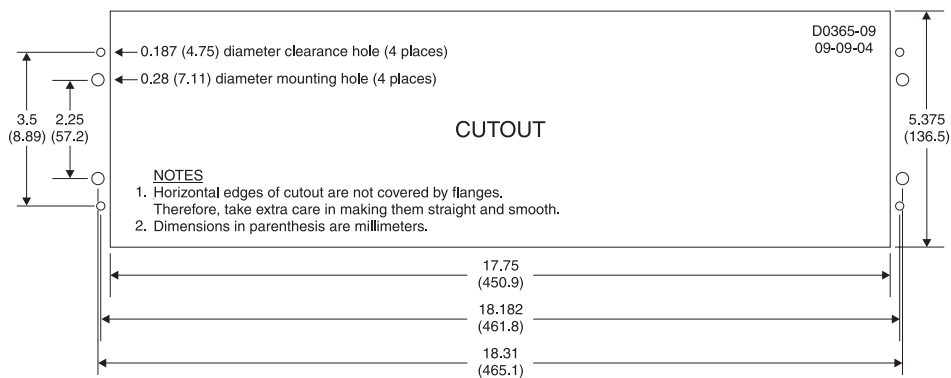 D0365-09
09-09-04
0.187 (4.75) diameter clearance hole (4 places)
0.28 (7.11) diameter mounting hole (4 places)
3.5
(8.89)
2.25
(57.2)
CUTOUT
5.375
(136.5)
NOTES
1. Horizontal edges of cutout are not covered by flanges.
Therefore, take extra care in making them straight and smooth.
2. Dimensions in parenthesis are millimeters.
17.75
(450.9)
18.182
(461.8)
18.31
(465.1)